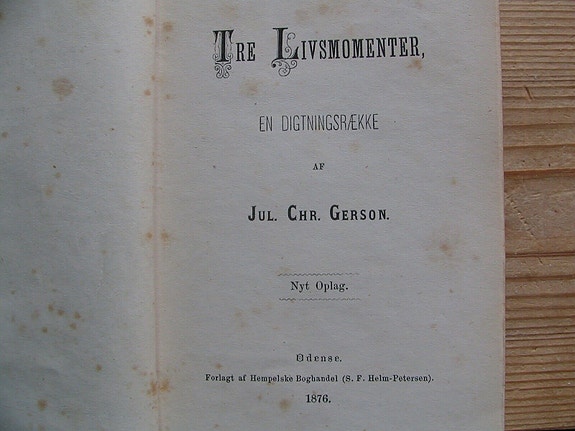 Tre Livsmomenter,
EN DIGTNINGSRÆKKE
AF
Jul. Chr. Gerson.
Nyt Oplag.
Odense.
Forlagt af Hempelske Boghandel (S. F. Helm-Petersen).
1876.